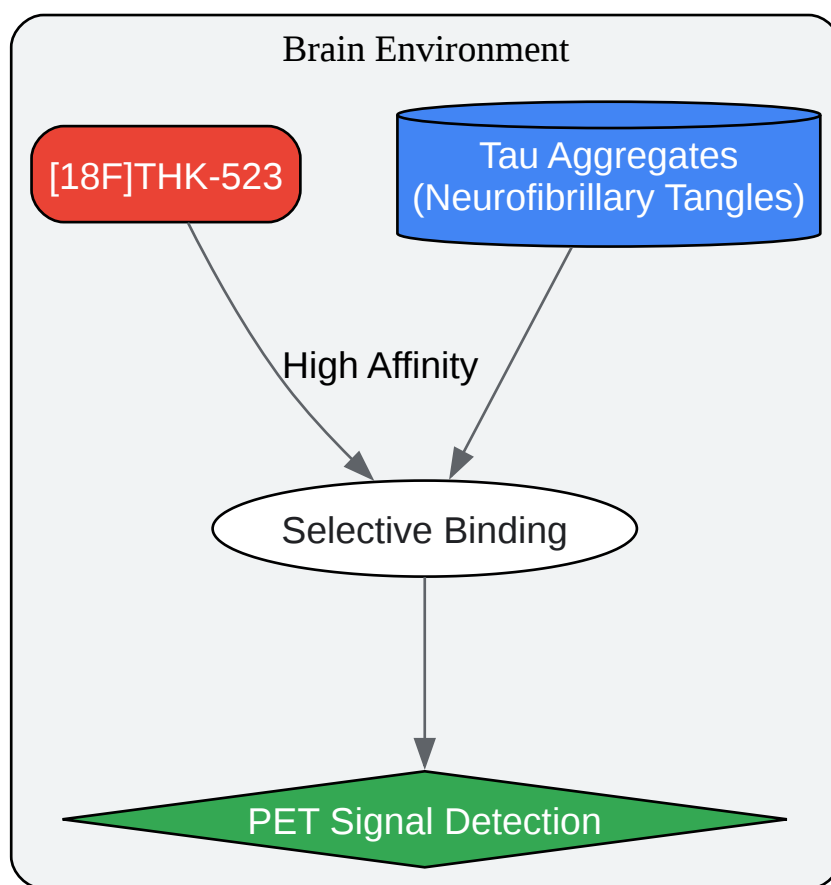 Brain Environment
[18F]THK-523
Tau Aggregates
(Neurofibrillary Tangles)
High Affinity
Selective Binding
PET Signal Detection